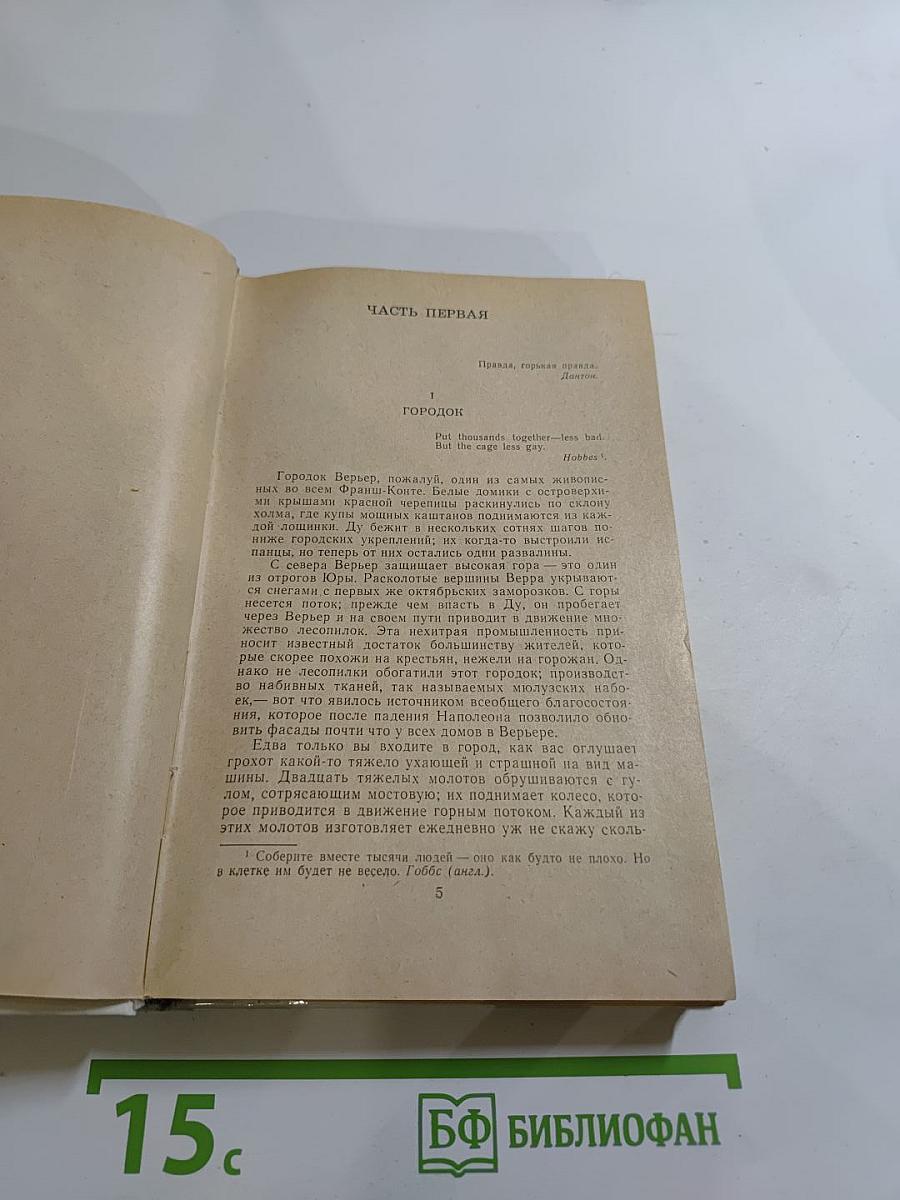 ЧАСТЬ ПЕРВАЯ
Правда, горькая правда.
Дантон.
I
ГОРОДОК
Put thousands together—less bad.
But the cage less gay.
Hobbes ¹.
Городок Верьер, пожалуй, один из самых живопис-
ных во всем Франш-Конте. Белые домики с островерхи-
ми крышами красной черепицы раскинулись по склону
холма, где купы мощных каштанов поднимаются из каж-
дой лощинки. Ду бежит в нескольких сотнях шагов по-
ниже городских укреплений; их когда-то выстроили ис-
панцы, но теперь от них остались одни развалины.
С севера Верьер защищает высокая гора — это один
из отрогов Юры. Расколотые вершины Верра укрывают-
ся снегами с первых же октябрьских заморозков. С горы
несется поток; прежде чем впасть в Ду, он пробегает
через Верьер и на своем пути приводит в движение мно-
жество лесопилок. Эта нехитрая промышленность при-
носит известный достаток большинству жителей, кото-
рые скорее похожи на крестьян, нежели на горожан. Од-
нако не лесопилки обогатили этот городок; производст-
во набивных тканей, так называемых мюлузских набо-
ек,— вот что явилось источником всеобщего благосостоя-
ния, которое после падения Наполеона позволило обно-
вить фасады почти что у всех домов в Верьере.
Едва только вы входите в город, как вас оглушает
грохот какой-то тяжело ухающей и страшной на вид ма-
шины. Двадцать тяжелых молотов обрушиваются с гу-
лом, сотрясающим мостовую; их поднимает колесо, кото-
рое приводится в движение горным потоком. Каждый из
этих молотов изготовляет ежедневно уж не скажу сколь-
¹ Соберите вместе тысячи людей — оно как будто не плохо. Но
в клетке им будет не весело. Гоббс (англ.).
5
15 с
БФ БИБЛИОФАН